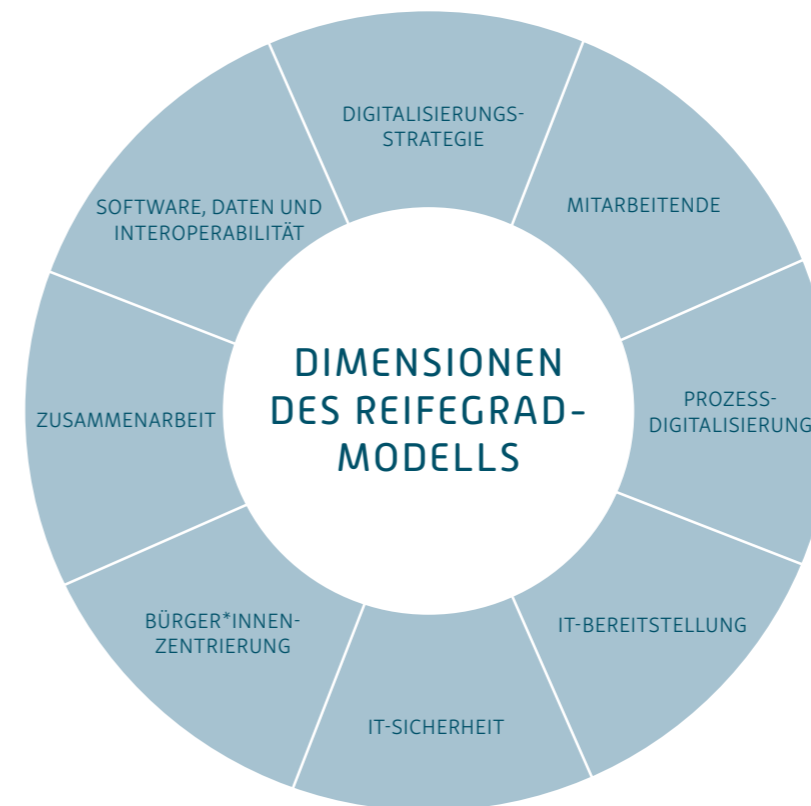 DIGITALISIERUNGS-
STRATEGIE
MITARBEITENDE
PROZESS-
DIGITALISIERUNG
IT-BEREITSTELLUNG
IT-SICHERHEIT
BÜRGER*INNEN-
ZENTRIERUNG
ZUSAMMENARBEIT
SOFTWARE, DATEN UND
INTEROPERABILITÄT
DIMENSIONEN
DES REIFEGRAD-
MODELLS